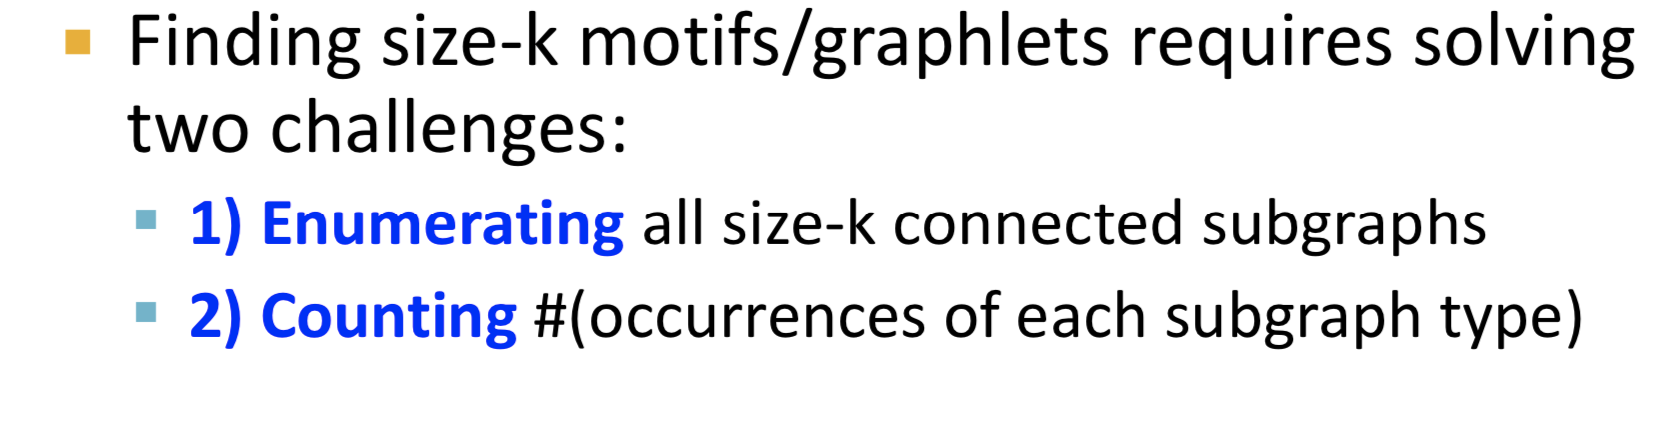 Finding size-k motifs/graphlets requires solving
two challenges:
1) Enumerating all size-k connected subgraphs
2) Counting #(occurrences of each subgraph type)